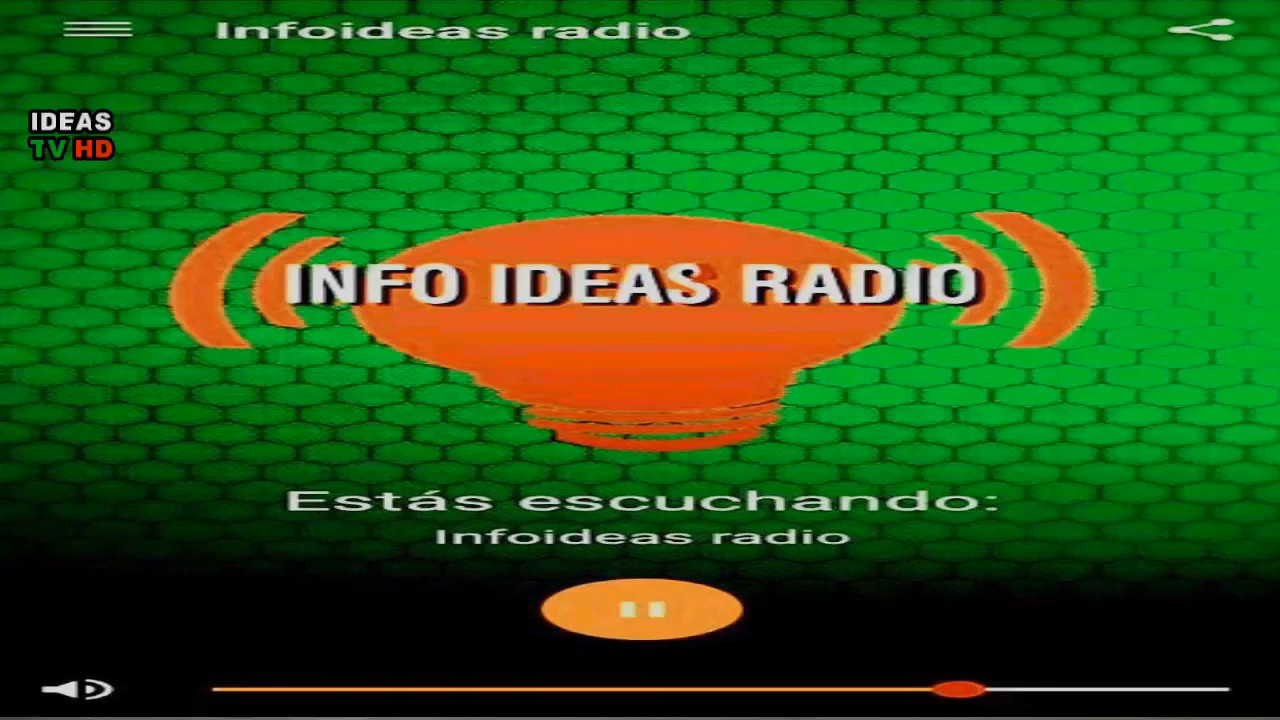 Infoideas radio
IDEAS
TV HD
INFO IDEAS RADIO
Estás escuchando:
Infoideas radio